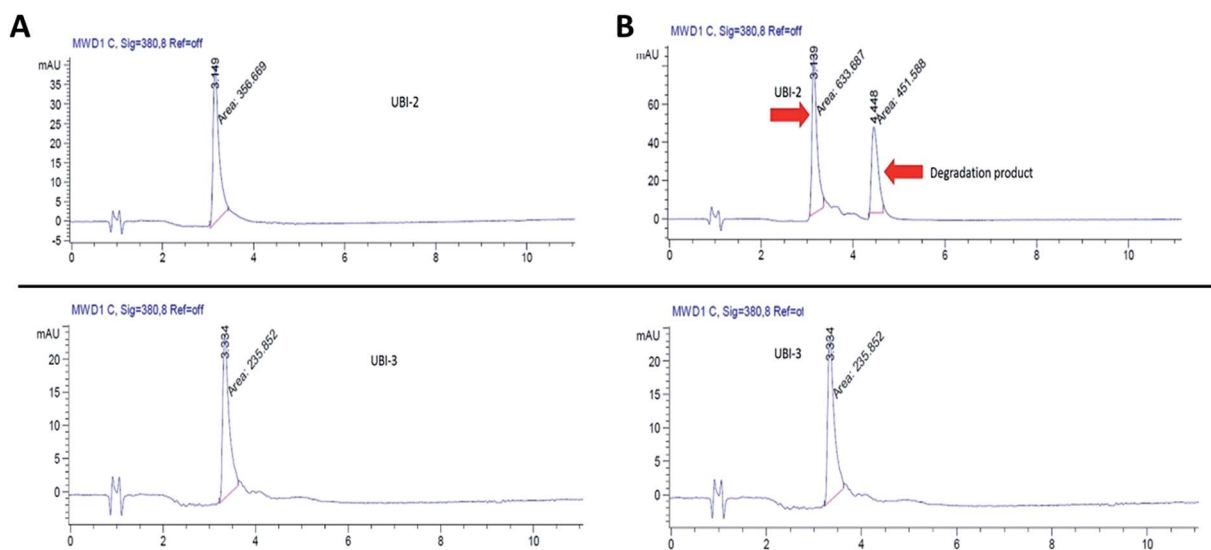 A
MWD1 C, Sig=380,8 Ref=off
mAU
35
30
25
20
15
10
5
0
-5
3.149
Area: 356.669
UBI-2
0 2 4 6 8 10
B
MWD1 C, Sig=380,8 Ref=off
mAU
60
40
20
0
3.139
Area: 633.687
4.448
Area: 451.588
UBI-2
Degradation product
0 2 4 6 8 10
MWD1 C, Sig=380,8 Ref=off
mAU
20
15
10
5
0
3.334
Area: 235.852
UBI-3
0 2 4 6 8 10
MWD1 C, Sig=380,8 Ref=of
mAU
20
15
10
5
0
3.334
Area: 235.852
UBI-3
0 2 4 6 8 10